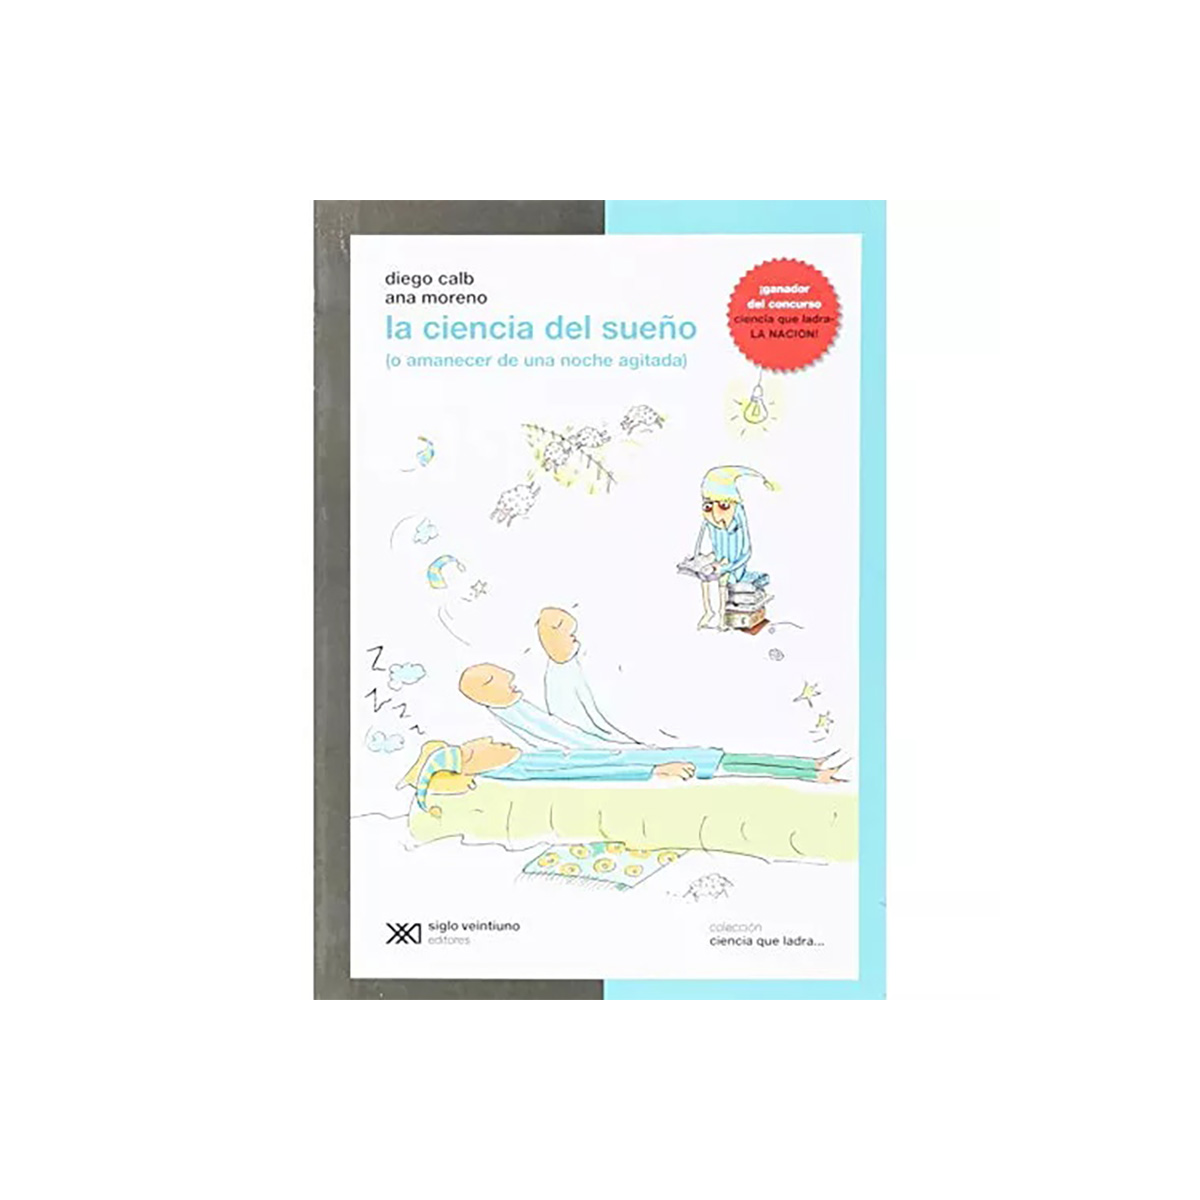 diego calb
ana moreno
la ciencia del sueño
(o amanecer de una noche agitada)
¡ganador
del concurso
ciencia que ladra-
LA NACION!
Z
Z
Z
Z
siglo veintiuno
editores
colección
ciencia que ladra...